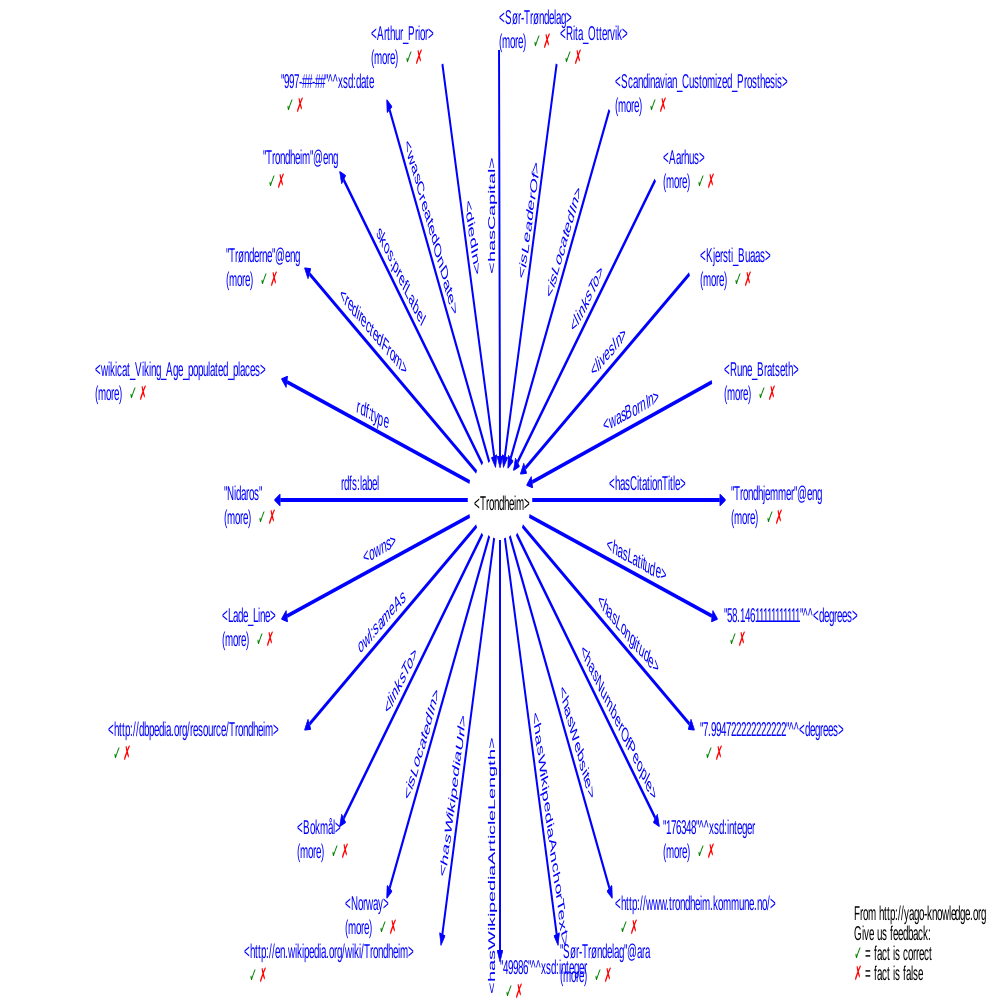 <Sør-Trøndelag>
(more) ✓ ✗
<Arthur_Prior>
(more) ✓ ✗
<Rita_Ottervik>
✓ ✗
"997-##-##"^^xsd:date
✓ ✗
<Scandinavian_Customized_Prosthesis>
(more) ✓ ✗
"Trondheim"@eng
✓ ✗
<Aarhus>
(more) ✓ ✗
"Trønderne"@eng
(more) ✓ ✗
<Kjersti_Buaas>
(more) ✓ ✗
<wikicat_Viking_Age_populated_places>
(more) ✓ ✗
<Rune_Bratseth>
(more) ✓ ✗
<wasCreatedOnDate>
<diedIn>
<hasCapital>
<isLeaderOf>
<isLocatedIn>
<linksTo>
<livesIn>
<wasBornIn>
skos:prefLabel
<redirectedFrom>
rdf:type
rdfs:label
<hasCitationTitle>
"Nidaros"
(more) ✓ ✗
<Trondheim>
"Trondhjemmer"@eng
(more) ✓ ✗
<owns>
<hasLatitude>
<Lade_Line>
(more) ✓ ✗
"58.14611111111111"^^<degrees>
✓ ✗
owl:sameAs
<hasLongitude>
<http://dbpedia.org/resource/Trondheim>
✓ ✗
"7.994722222222222"^^<degrees>
✓ ✗
<linksTo>
<isLocatedIn>
<hasWikipediaUrl>
<hasWikipediaArticleLength>
<hasWikipediaAnchorText>
<hasWebsite>
<hasNumberOfPeople>
<Bokmål>
(more) ✓ ✗
"176348"^^xsd:integer
(more) ✓ ✗
<Norway>
(more) ✓ ✗
<http://www.trondheim.kommune.no/>
✓ ✗
<http://en.wikipedia.org/wiki/Trondheim>
✓ ✗
"Sør-Trøndelag"@ara
(more) ✓ ✗
"49986"^^xsd:integer
✓ ✗
From http://yago-knowledge.org
Give us feedback:
✓ = fact is correct
✗ = fact is false